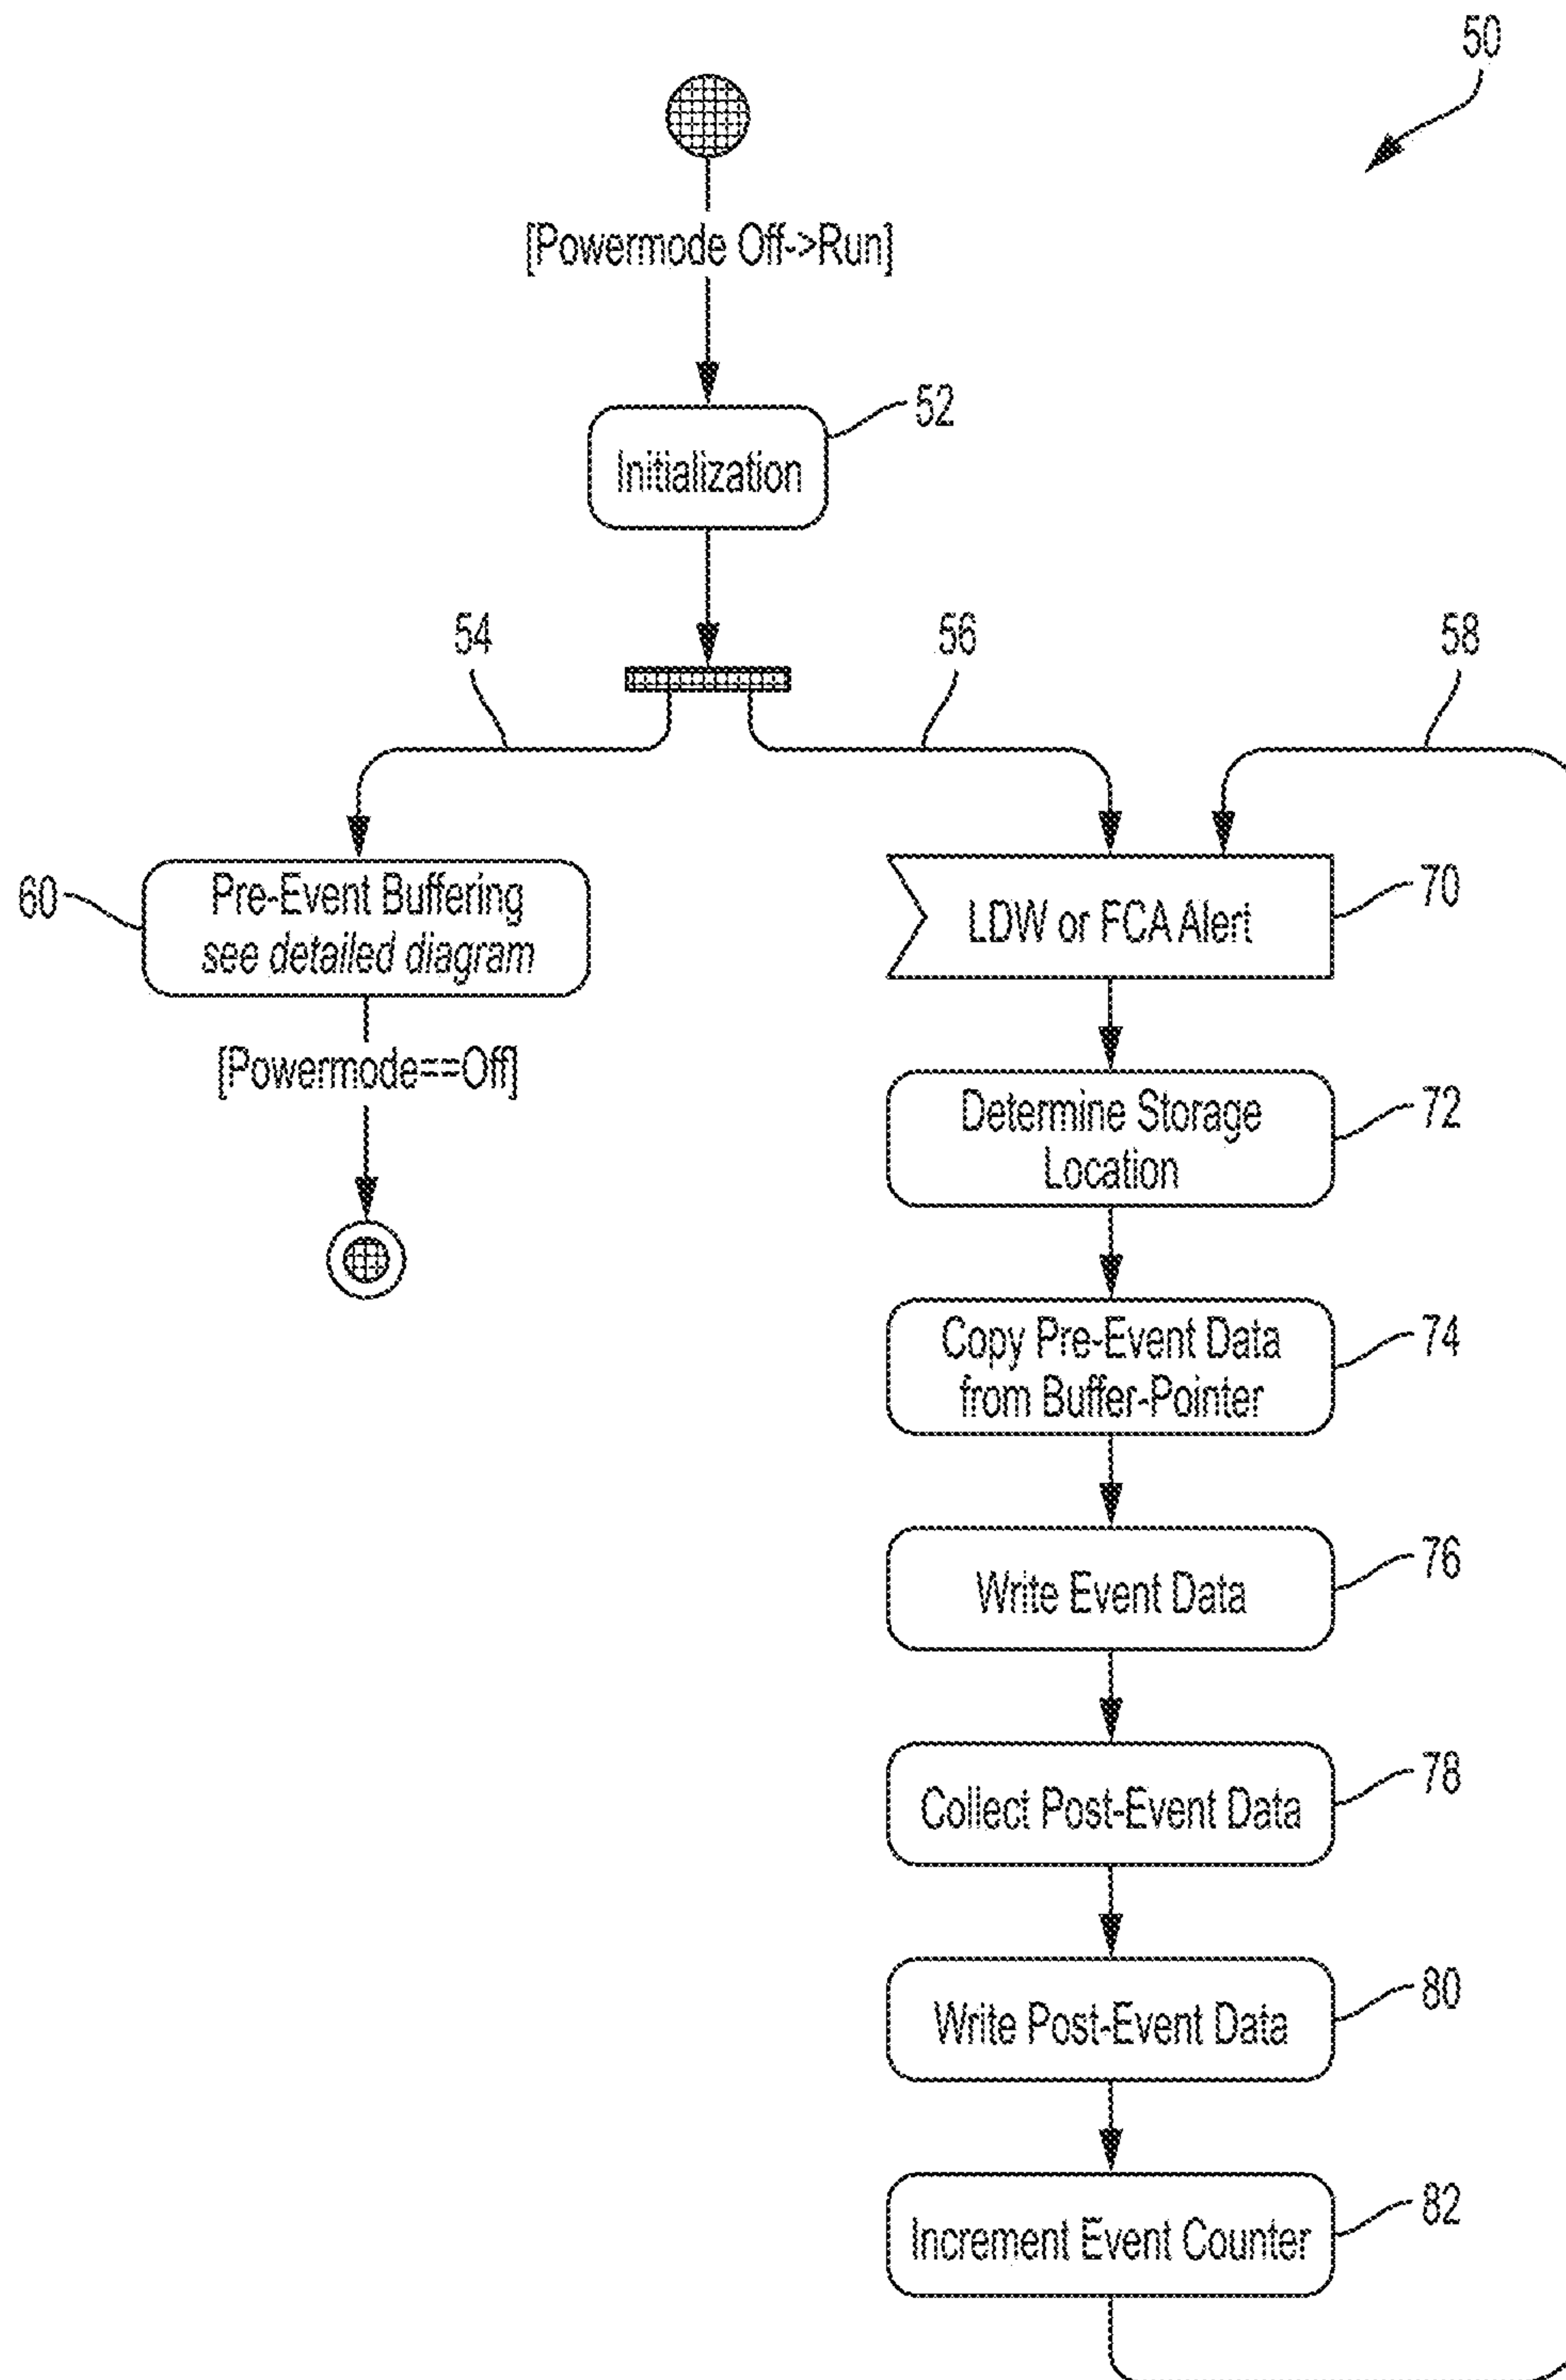 50
[Powermode Off->Run]
52
Initialization
54
56
58
60
Pre-Event Buffering
see detailed diagram
LDW or FCA Alert
70
[Powermode==Off]
Determine Storage
Location
72
Copy Pre-Event Data
from Buffer-Pointer
74
Write Event Data
76
Collect Post-Event Data
78
Write Post-Event Data
80
Increment Event Counter
82